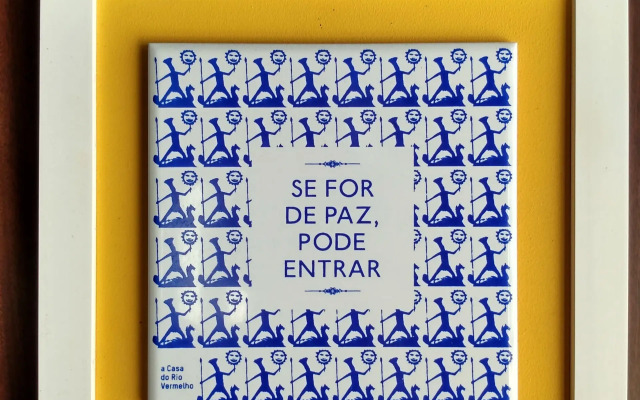 SE FOR
DE PAZ,
PODE
ENTRAR
a Casa
do Rio
Vermelho